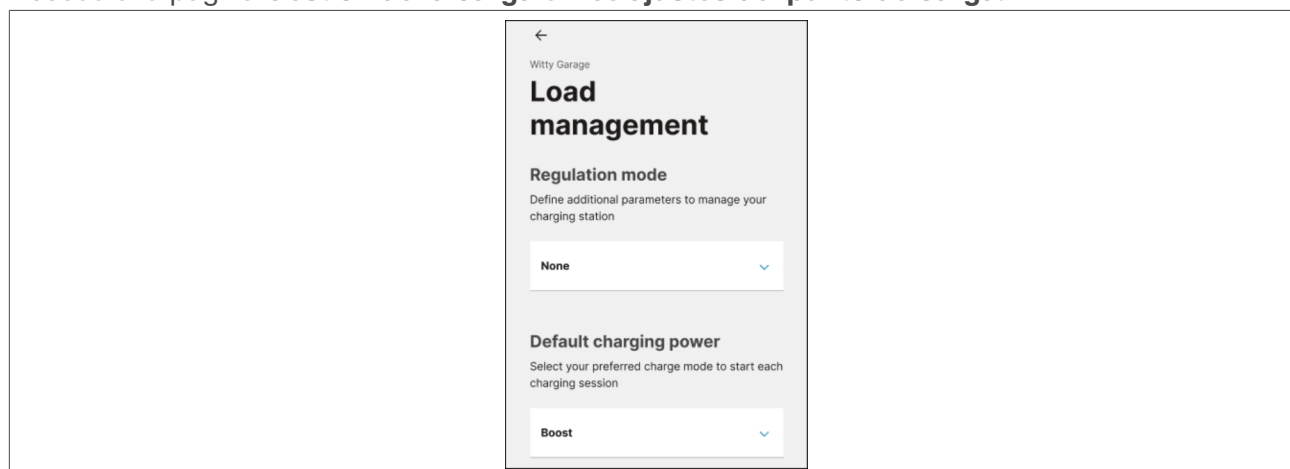 Witty Garage
Load
management
Regulation mode
Define additional parameters to manage your
charging station
None
Default charging power
Select your preferred charge mode to start each
charging session
Boost